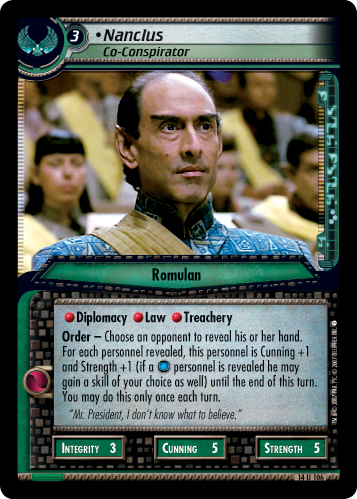 3
•Nanclus
Co-Conspirator
Romulan
Diplomacy Law Treachery
Order – Choose an opponent to reveal his or her hand.
For each personnel revealed, this personnel is Cunning +1
and Strength +1 (if a personnel is revealed he may
gain a skill of your choice as well) until the end of this turn.
You may do this only once each turn.
"Mr. President, I don't know what to believe."
INTEGRITY 3 CUNNING 5 STRENGTH 5
14 U 106